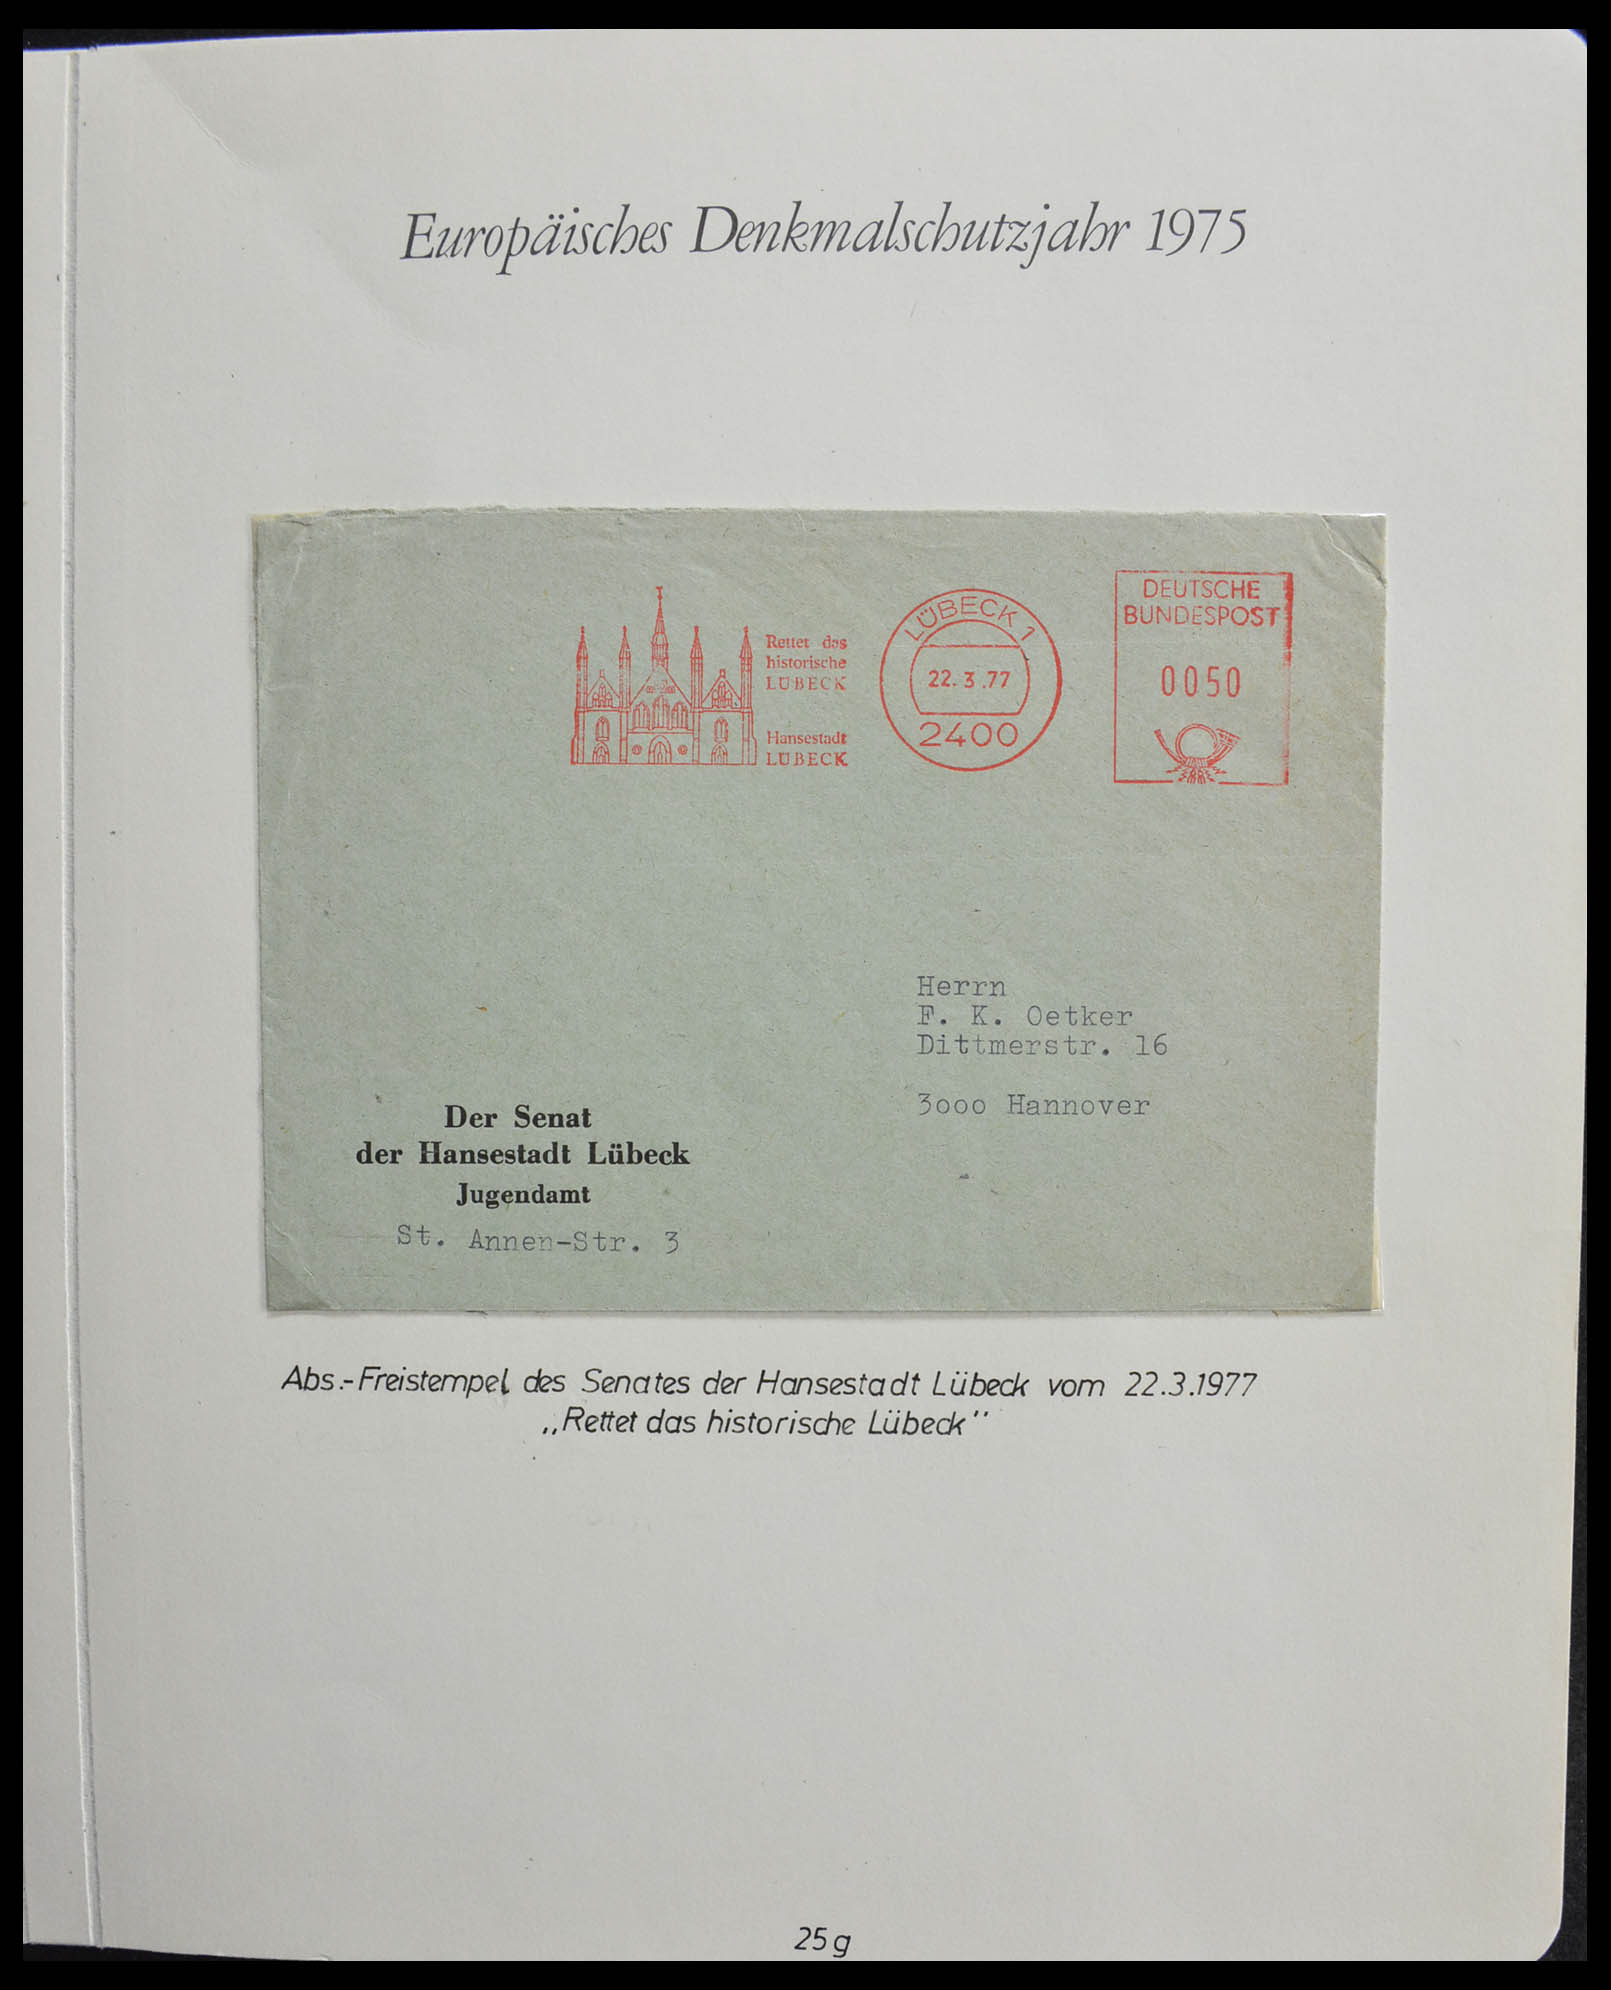 Europäisches Denkmalschutzjahr 1975
Rettet das
historische
LÜBECK
Hansestadt
LÜBECK
LÜBECK 1
22.3.77
2400
DEUTSCHE
BUNDESPOST
0050
Herrn
F. K. Oetker
Dittmerstr. 16
3000 Hannover
Der Senat
der Hansestadt Lübeck
Jugendamt
St. Annen-Str. 3
Abs.-Freistempel des Senates der Hansestadt Lübeck vom 22.3.1977
„Rettet das historische Lübeck"
25g